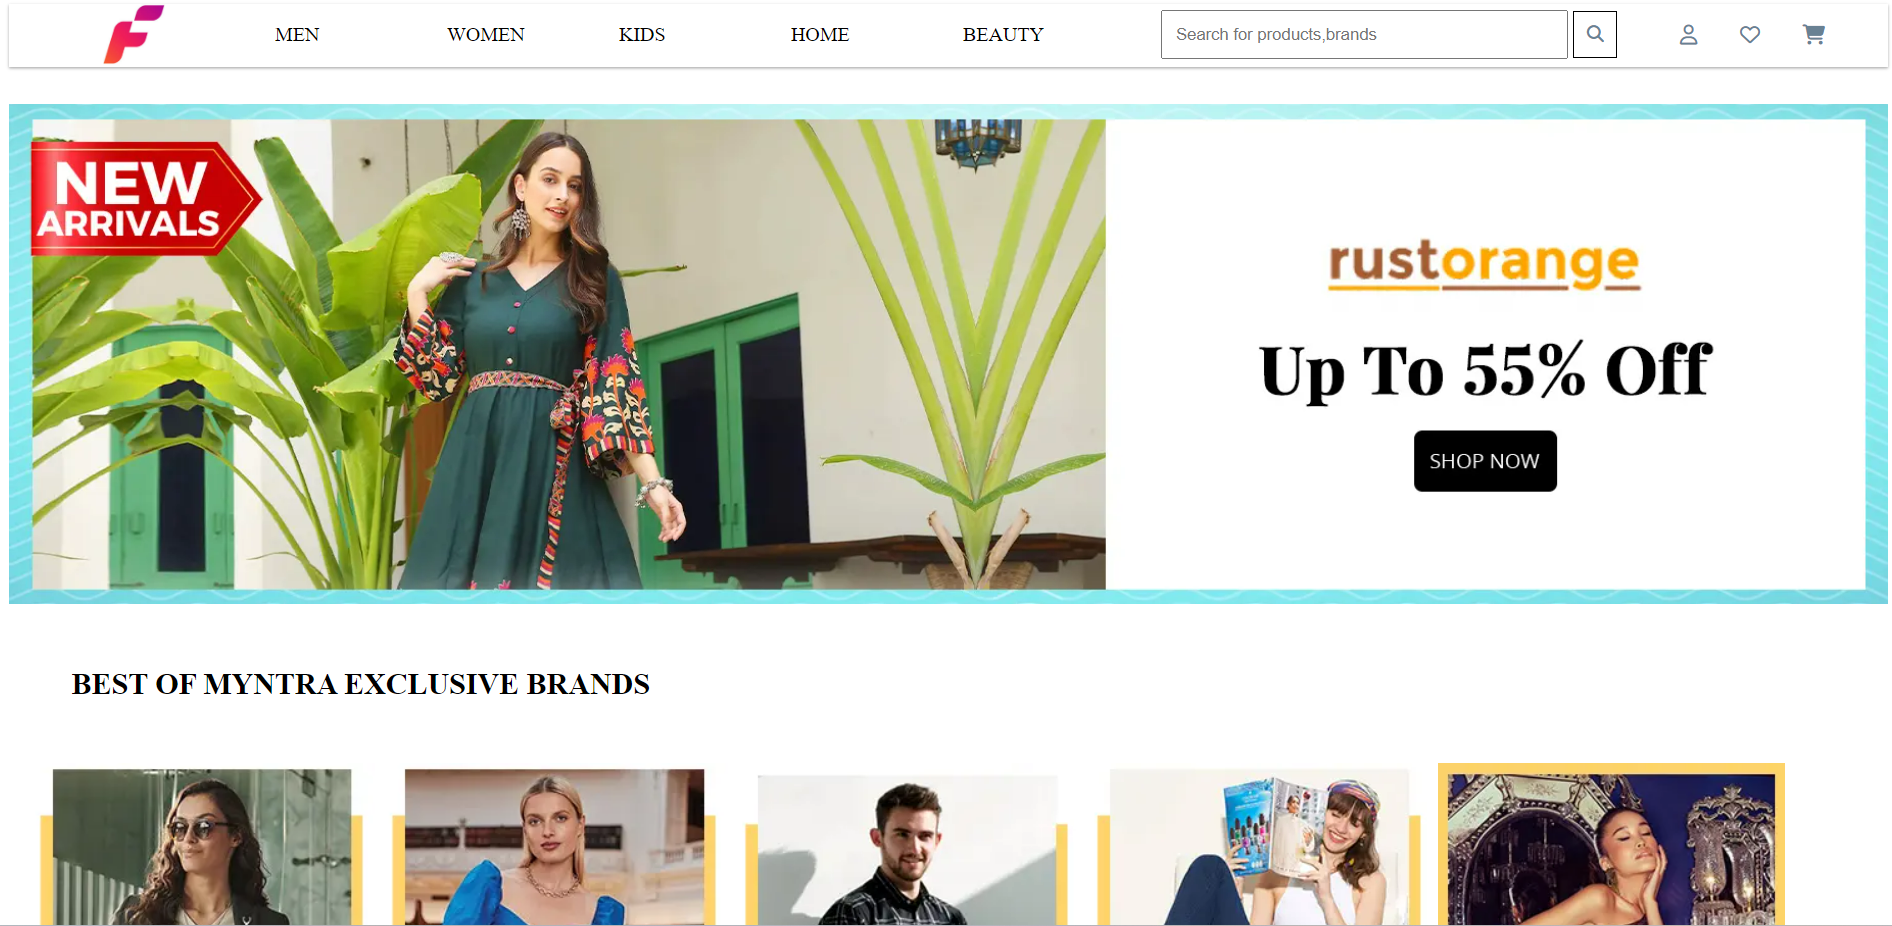 MEN
WOMEN
KIDS
HOME
BEAUTY
Search for products,brands
NEW
ARRIVALS
rustorange
Up To 55% Off
SHOP NOW
BEST OF MYNTRA EXCLUSIVE BRANDS